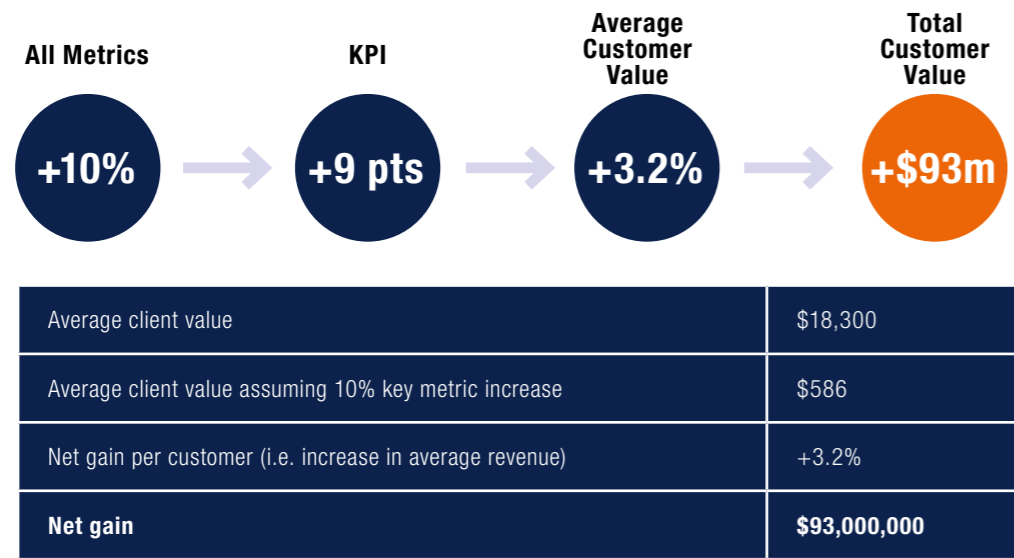 All Metrics
KPI
Average
Customer
Value
Total
Customer
Value
+10%
+9 pts
+3.2%
+$93m
Average client value
$18,300
Average client value assuming 10% key metric increase
$586
Net gain per customer (i.e. increase in average revenue)
+3.2%
Net gain
$93,000,000